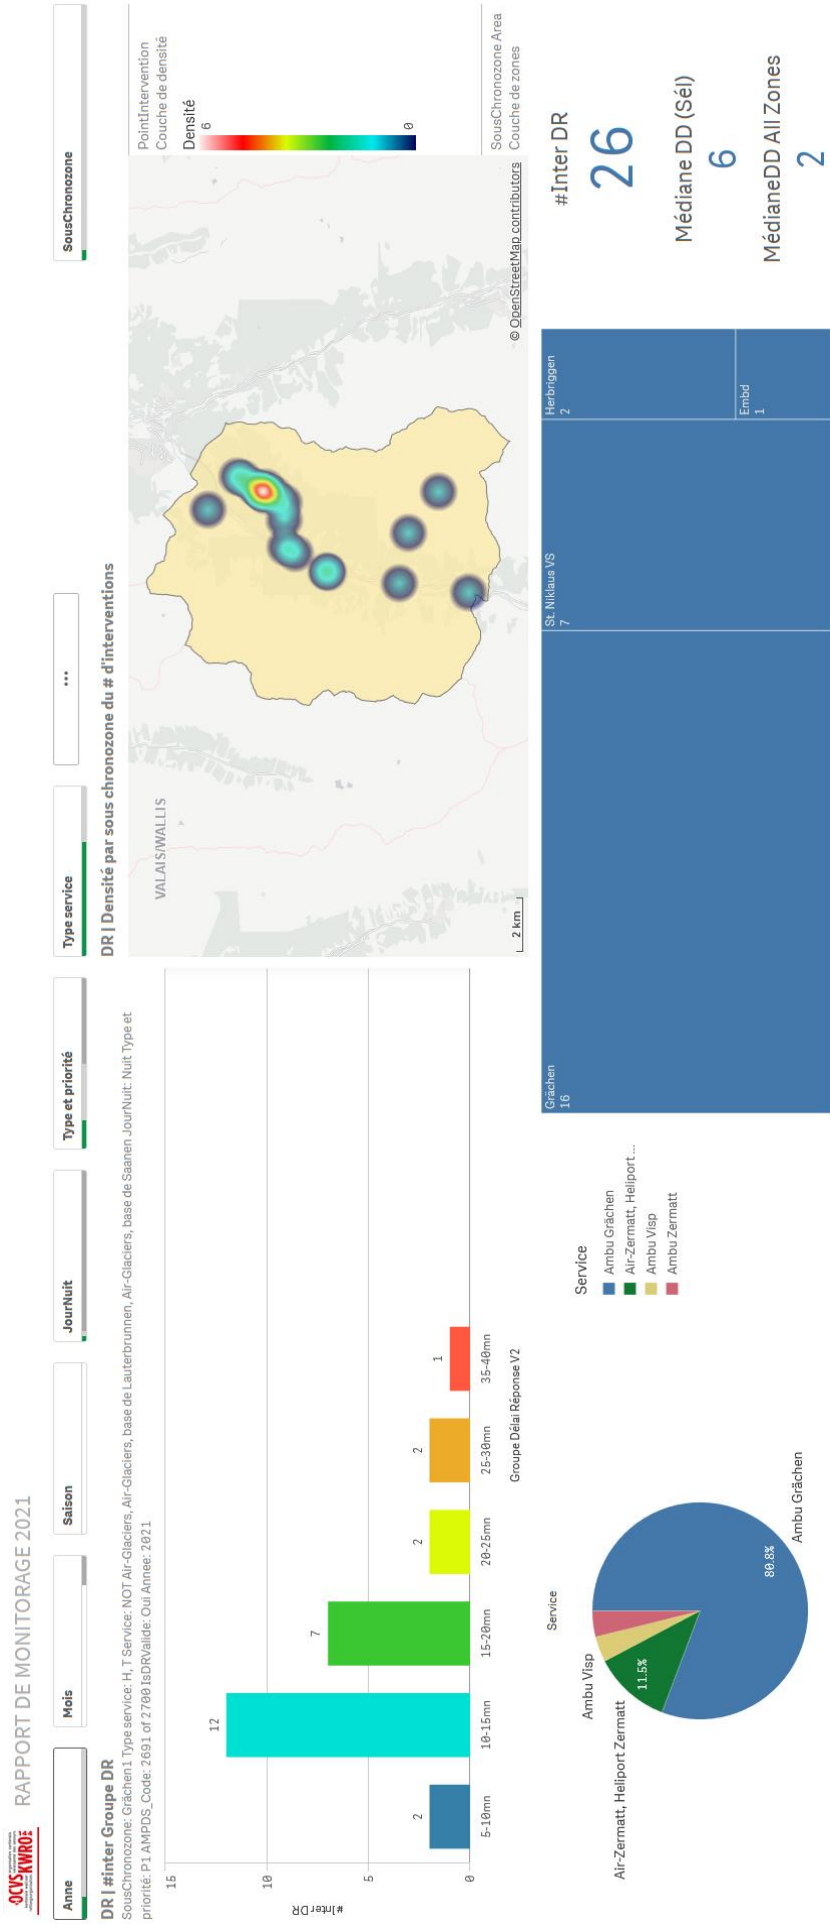 OCVS
KWRO
RAPPORT DE MONITORAGE 2021
Anne
Mois
Saison
JourNuit
Type et priorité
Type service
...
SousChronozone
DR | #inter Groupe DR
SousChronozone: Grächen1 Type service: H, T Service: NOT Air-Glaciers, Air-Glaciers, base de Lauterbrunnen, Air-Glaciers, base de Saanen JourNuit: Nuit Type et
priorité: P1 AMPDS_Code: 2691 of 2700 IsDRValide: Oui Annee: 2021
#InterDR
15
10
5
0
2
12
7
2
2
1
5-10mn
10-15mn
15-20mn
20-25mn
25-30mn
35-40mn
Groupe Délai Réponse V2
DR | Densité par sous chronozone du # d'interventions
VALAIS/WALLIS
2 km
© OpenStreetMap contributors
PointIntervention
Couche de densité
Densité
6
0
SousChronozone Area
Couche de zones
Service
Ambu Visp
Air-Zermatt, Heliport Zermatt
11.5%
80.8%
Ambu Grächen
Service
Ambu Grächen
Air-Zermatt, Heliport ...
Ambu Visp
Ambu Zermatt
Grächen
16
St. Niklaus VS
7
Herbriggen
2
Embd
1
#Inter DR
26
Médiane DD (Sél)
6
MédianeDD All Zones
2